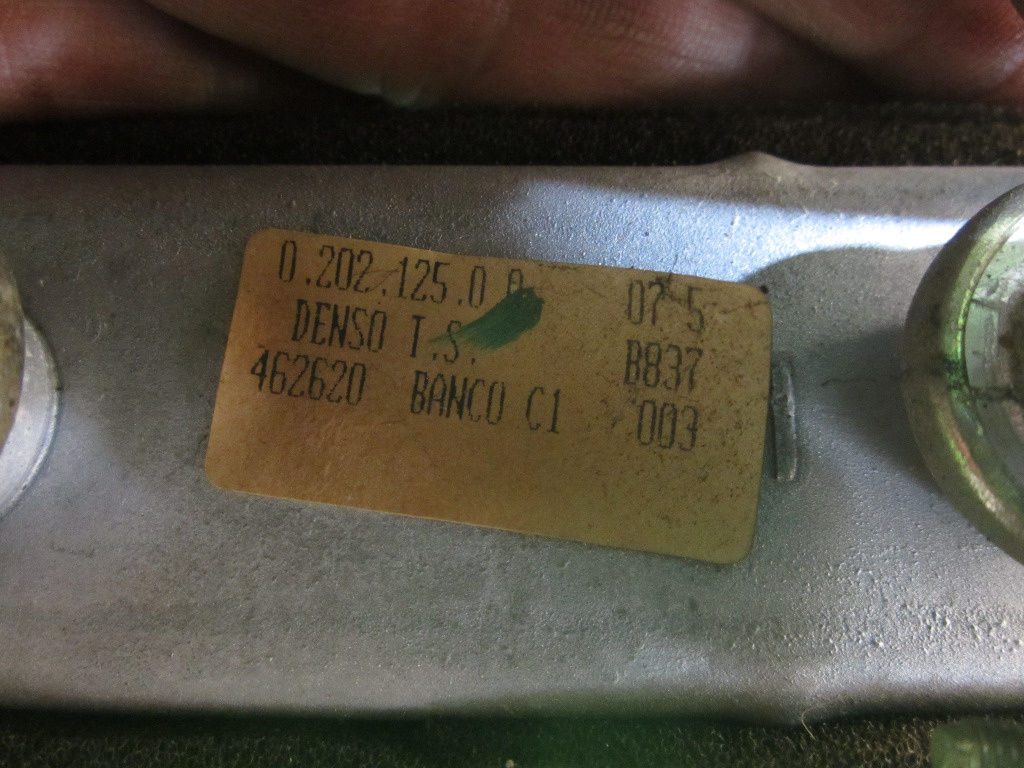 0.202.125.0 07 5
DENSO T.S. B837
462620 BANCO C1 003